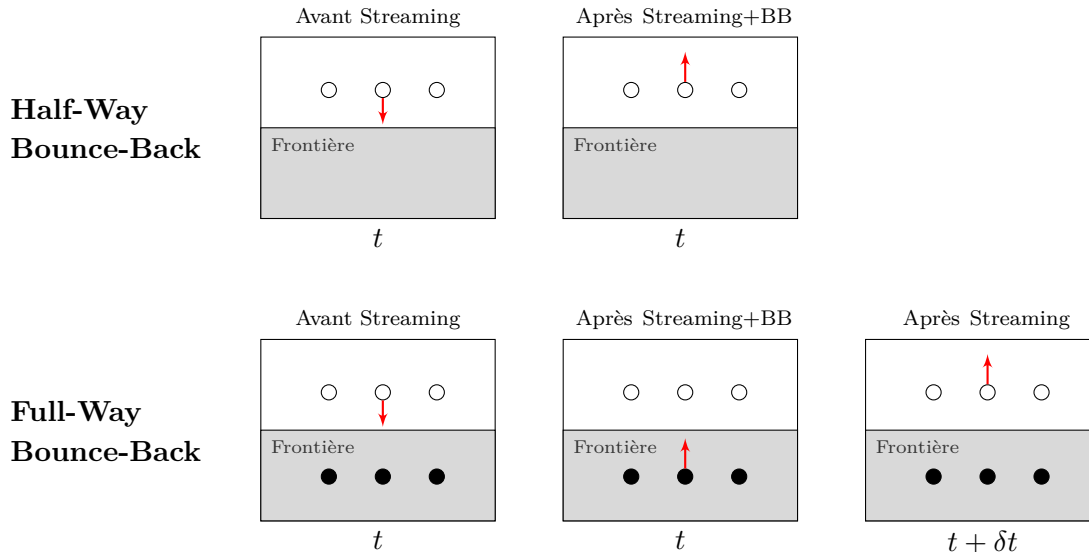 Avant Streaming
Après Streaming+BB
Half-Way
Bounce-Back
Frontière
Frontière
t
t
Avant Streaming
Après Streaming+BB
Après Streaming
Full-Way
Bounce-Back
Frontière
Frontière
Frontière
t
t
t + δt